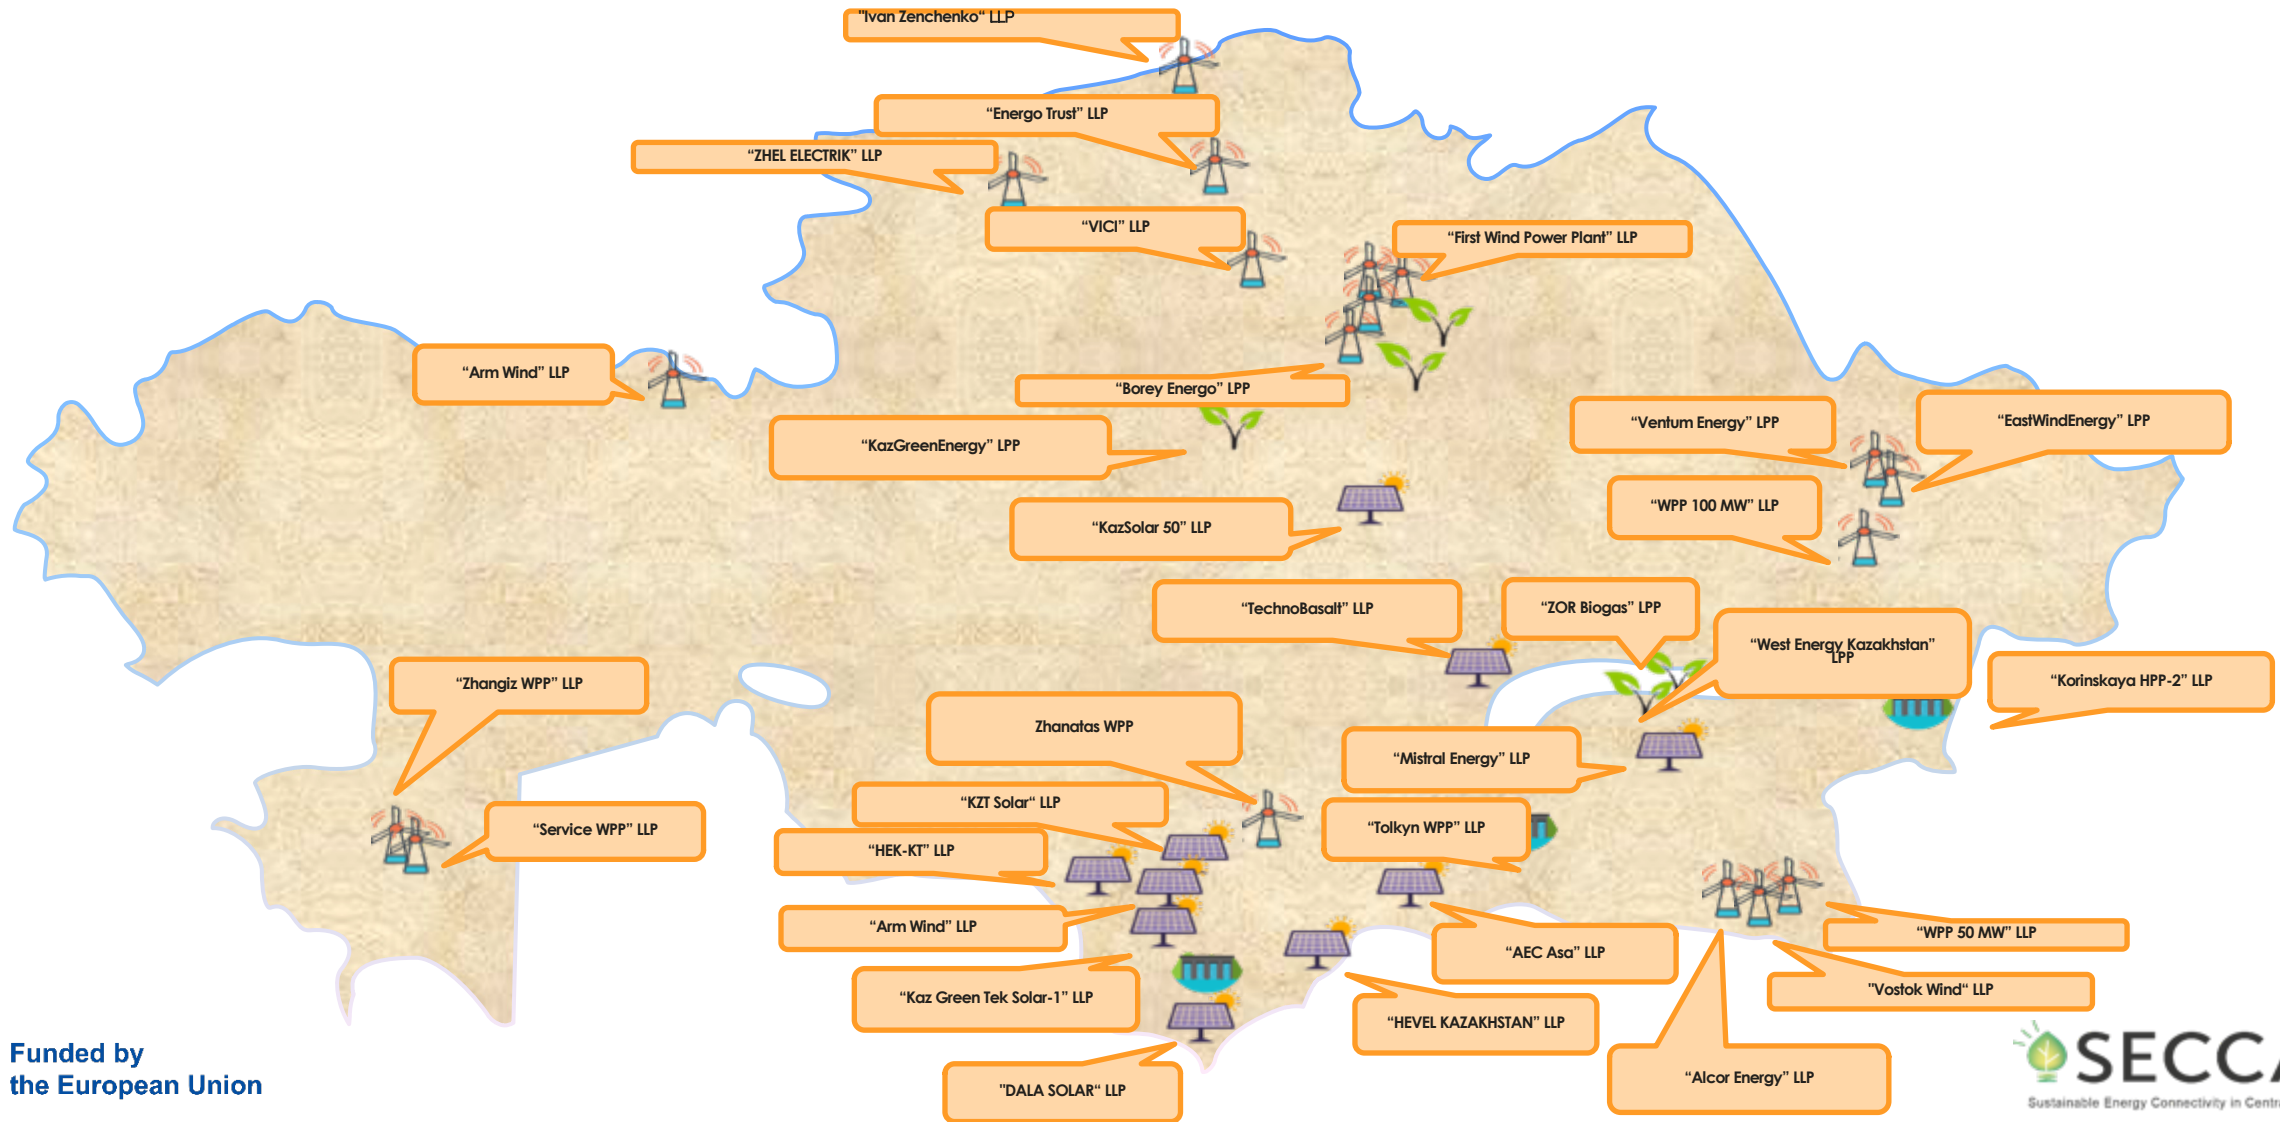 "Ivan Zenchenko“ LLP
“Energo Trust” LLP
“ZHEL ELECTRIK” LLP
“VICI” LLP
“First Wind Power Plant” LLP
“Arm Wind” LLP
“Borey Energo” LPP
“KazGreenEnergy” LPP
“Ventum Energy” LPP
“EastWindEnergy” LPP
“WPP 100 MW” LLP
“KazSolar 50” LLP
“TechnoBasalt” LLP
“ZOR Biogas” LPP
“West Energy Kazakhstan”
LPP
“Korinskaya HPP-2” LLP
“Zhangiz WPP” LLP
Zhanatas WPP
“Mistral Energy” LLP
“KZT Solar“ LLP
“Service WPP” LLP
“Tolkyn WPP” LLP
“HEK-KT” LLP
“Arm Wind” LLP
“WPP 50 MW” LLP
“AEC Asa” LLP
“Kaz Green Tek Solar-1” LLP
"Vostok Wind“ LLP
“HEVEL KAZAKHSTAN” LLP
“Alcor Energy” LLP
"DALA SOLAR“ LLP
Funded by
the European Union
SECCA
Sustainable Energy Connectivity in Centr